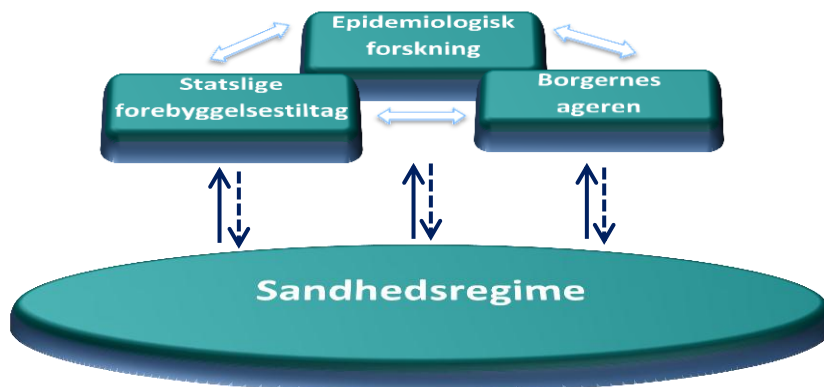 Epidemiologisk
forskning
Statslige
forebyggelsestiltag
Borgernes
ageren
Sandhedsregime